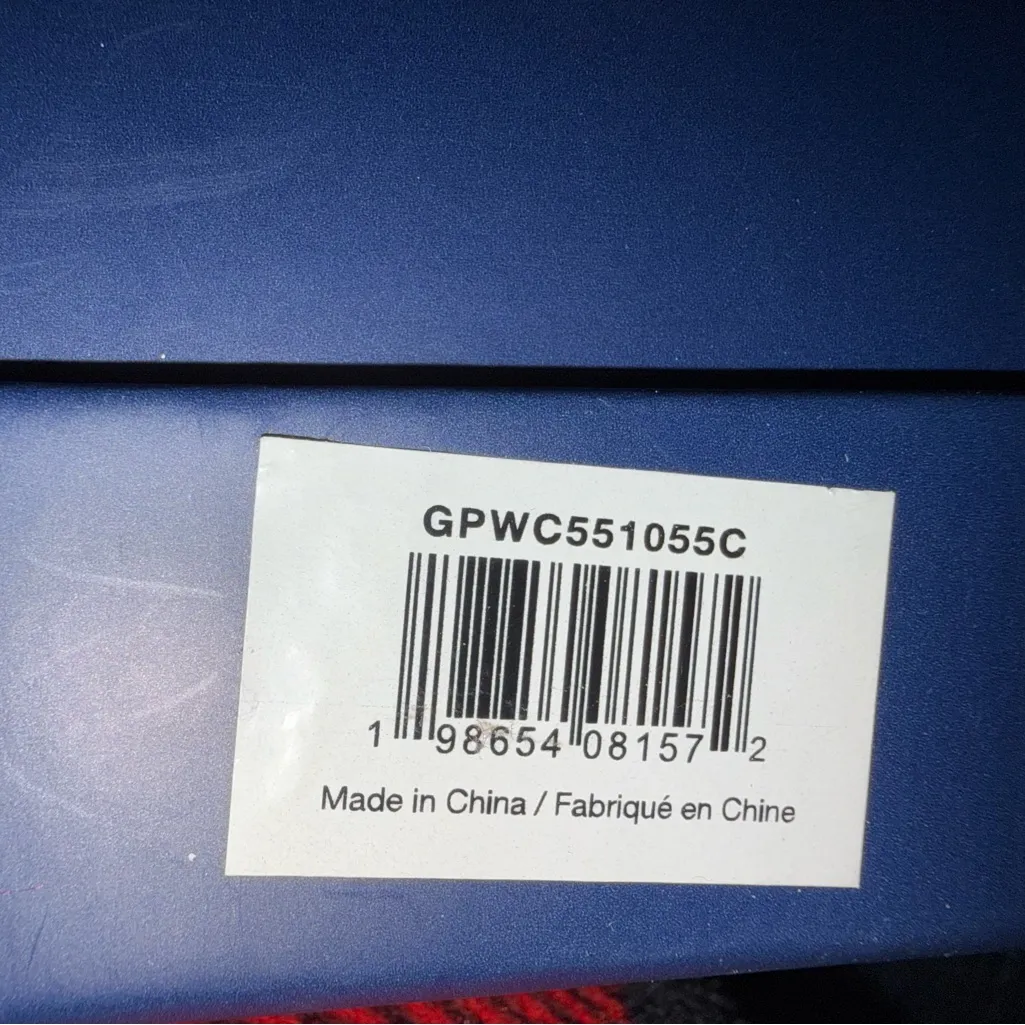 GPWC551055C
1 98654 08157 2
Made in China / Fabriqué en Chine